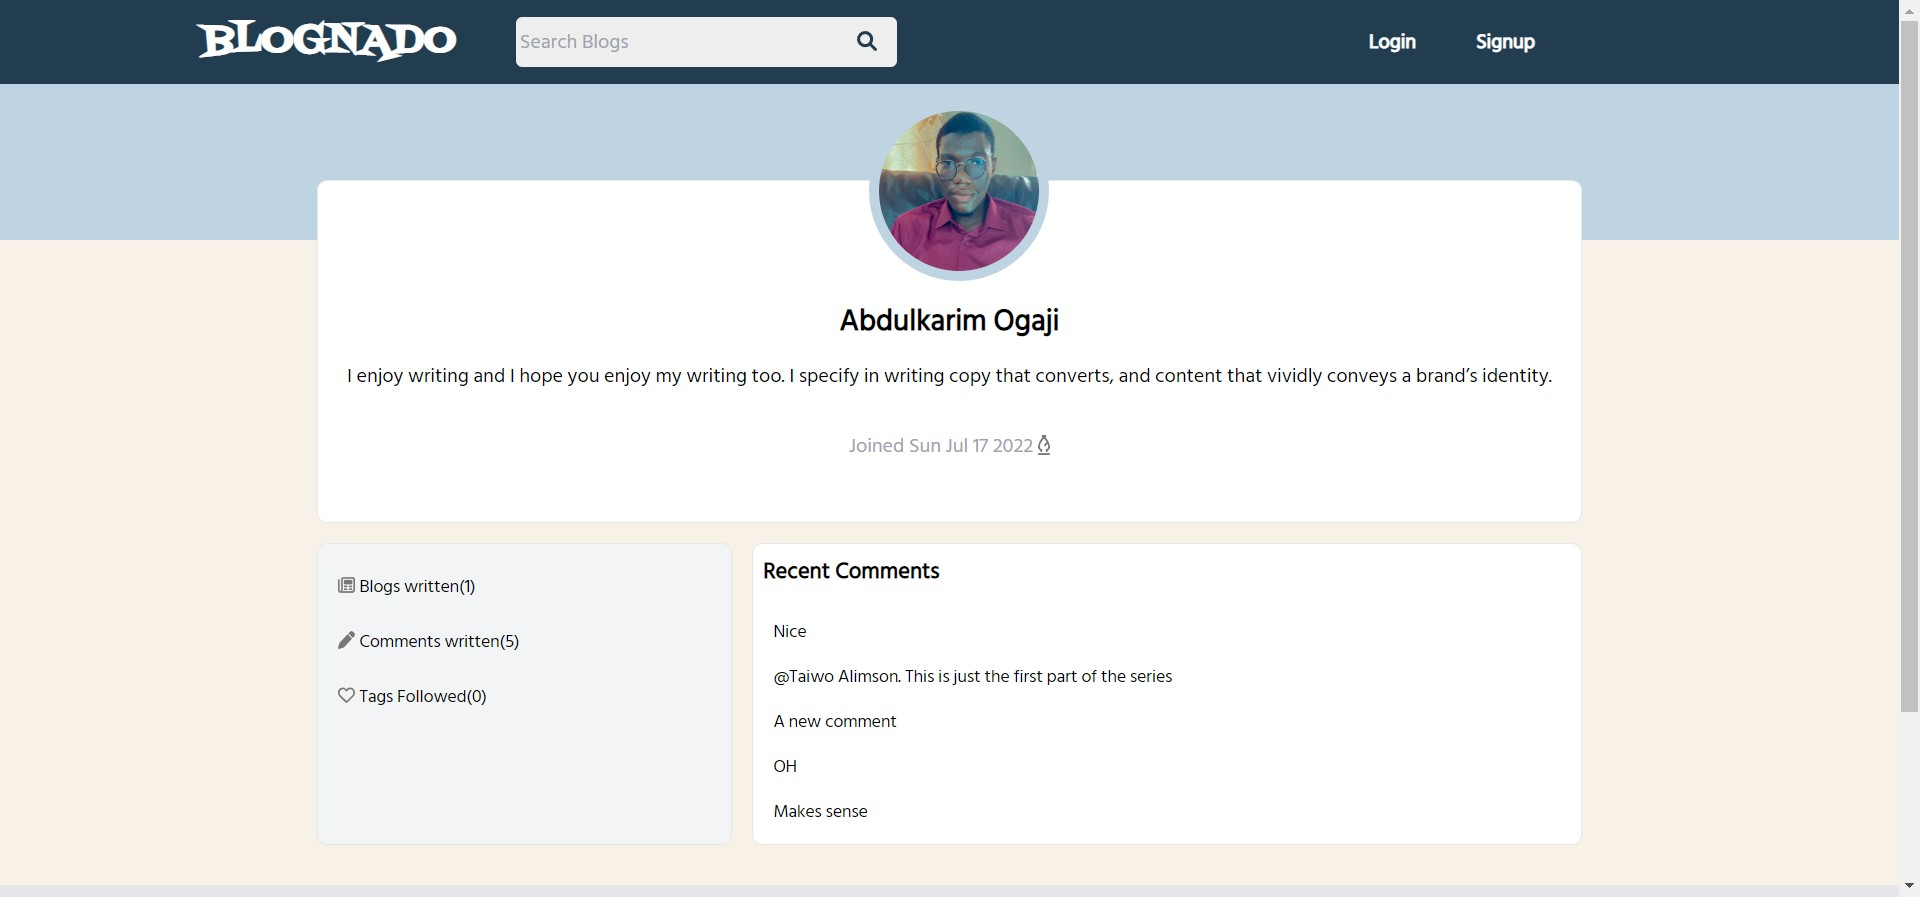 BLOGNADO
Search Blogs
Login
Signup
Abdulkarim Ogaji
I enjoy writing and I hope you enjoy my writing too. I specify in writing copy that converts, and content that vividly conveys a brand’s identity.
Joined Sun Jul 17 2022
Blogs written(1)
Comments written(5)
Tags Followed(0)
Recent Comments
Nice
@Taiwo Alimson. This is just the first part of the series
A new comment
OH
Makes sense